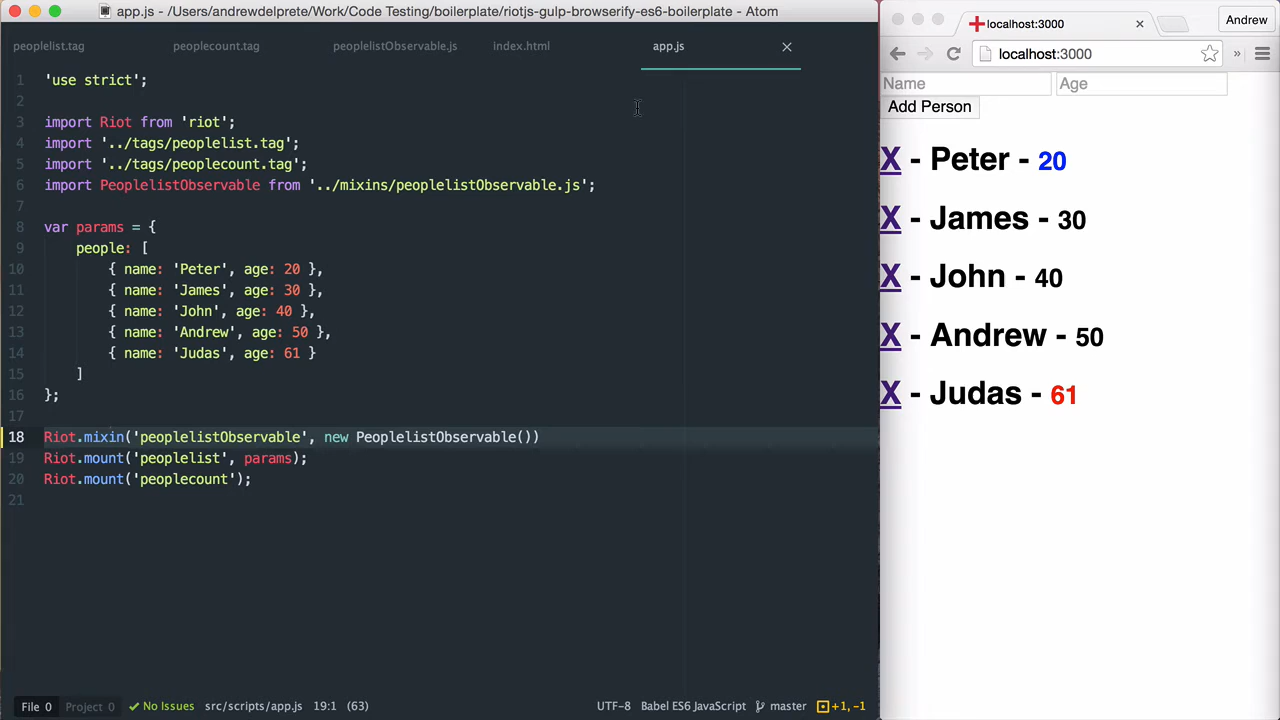 app.js - /Users/andrewdelprete/Work/Code Testing/boilerplate/riotjs-gulp-browserify-es6-boilerplate - Atom
peoplelist.tag peoplecount.tag peoplelistObservable.js index.html app.js
1 'use strict';
2
3 import Riot from 'riot';
4 import '../tags/peoplelist.tag';
5 import '../tags/peoplecount.tag';
6 import PeoplelistObservable from '../mixins/peoplelistObservable.js';
7
8 var params = {
9 people: [
10 { name: 'Peter', age: 20 },
11 { name: 'James', age: 30 },
12 { name: 'John', age: 40 },
13 { name: 'Andrew', age: 50 },
14 { name: 'Judas', age: 61 }
15 ]
16 };
17
18 Riot.mixin('peoplelistObservable', new PeoplelistObservable())
19 Riot.mount('peoplelist', params);
20 Riot.mount('peoplecount');
21
File 0 Project 0 No Issues src/scripts/app.js 19:1 (63) UTF-8 Babel ES6 JavaScript master +1, -1
localhost:3000 Andrew
localhost:3000 »
Name Age
Add Person
X - Peter - 20
X - James - 30
X - John - 40
X - Andrew - 50
X - Judas - 61